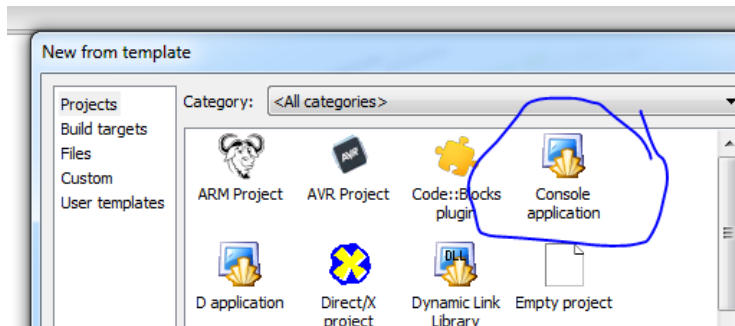 New from template
Projects
Build targets
Files
Custom
User templates
Category: <All categories>
AVR
ARM Project AVR Project Code::Blocks plugin Console application
DLL
D application Direct/X project Dynamic Link Library Empty project